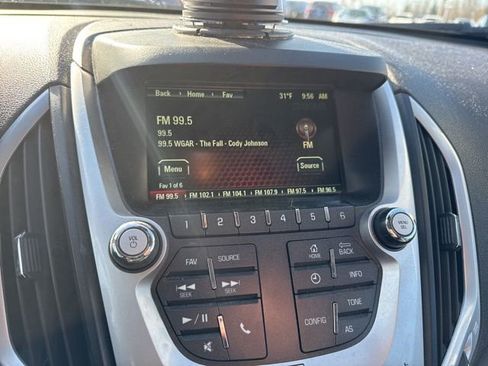 Back Home Fav 31°F 9:56 AM
FM 99.5
99.5
99.5 WGAR - The Fall - Cody Johnson
FM
Menu Source
Fav 1 of 6
FM 99.5 FM 102.1 FM 104.1 FM 107.9 FM 97.5 FM 96.5
1 2 3 4 5 6
VOL
MENU
SEL
FAV SOURCE
HOME BACK
SEEK SEEK
INFO
TONE
CONFIG AS